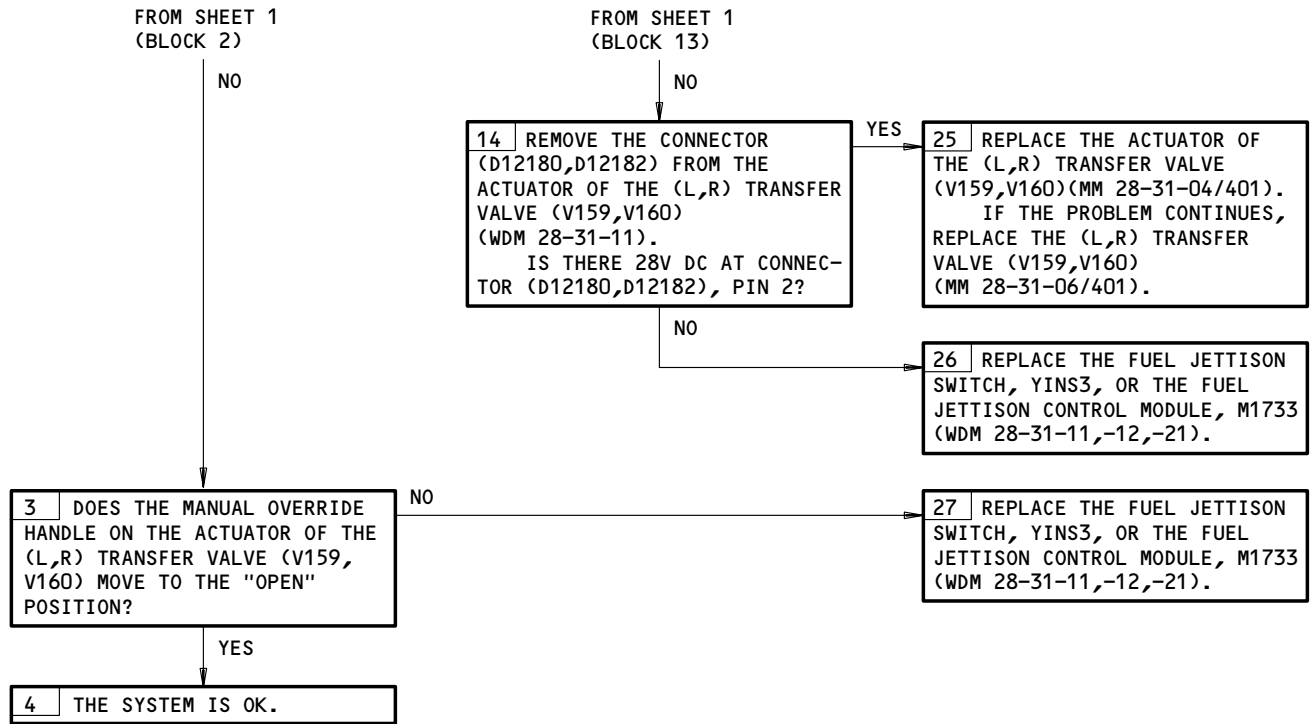 FROM SHEET 1
(BLOCK 2)
NO
FROM SHEET 1
(BLOCK 13)
NO
14 REMOVE THE CONNECTOR
(D12180,D12182) FROM THE
ACTUATOR OF THE (L,R) TRANSFER
VALVE (V159,V160)
(WDM 28-31-11).
IS THERE 28V DC AT CONNEC-
TOR (D12180,D12182), PIN 2?
YES
25 REPLACE THE ACTUATOR OF
THE (L,R) TRANSFER VALVE
(V159,V160)(MM 28-31-04/401).
IF THE PROBLEM CONTINUES,
REPLACE THE (L,R) TRANSFER
VALVE (V159,V160)
(MM 28-31-06/401).
NO
26 REPLACE THE FUEL JETTISON
SWITCH, YINS3, OR THE FUEL
JETTISON CONTROL MODULE, M1733
(WDM 28-31-11,-12,-21).
3 DOES THE MANUAL OVERRIDE
HANDLE ON THE ACTUATOR OF THE
(L,R) TRANSFER VALVE (V159,
V160) MOVE TO THE "OPEN"
POSITION?
NO
27 REPLACE THE FUEL JETTISON
SWITCH, YINS3, OR THE FUEL
JETTISON CONTROL MODULE, M1733
(WDM 28-31-11,-12,-21).
YES
4 THE SYSTEM IS OK.